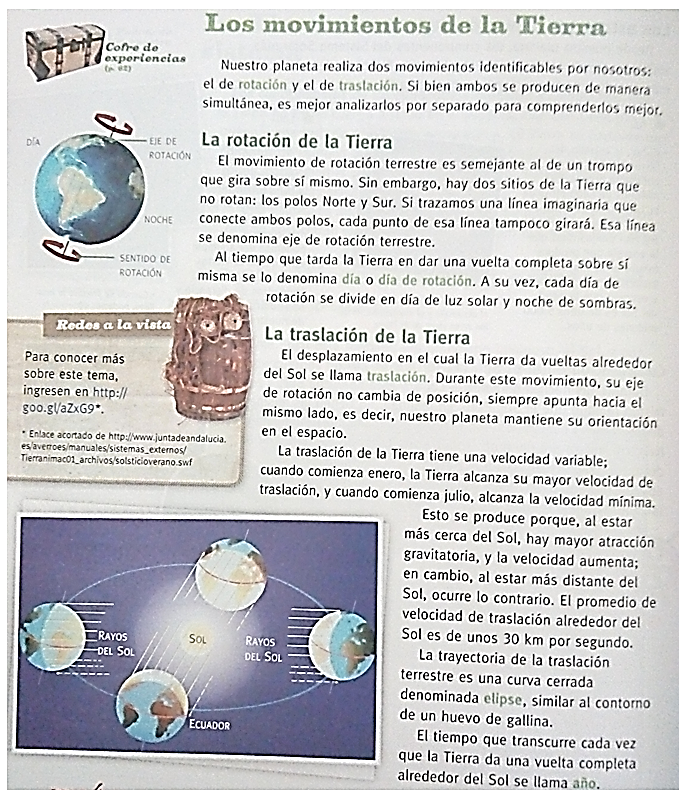 Los movimientos de la Tierra
Cofre de
experiencias
(p. 62)
Nuestro planeta realiza dos movimientos identificables por nosotros:
el de rotación y el de traslación. Si bien ambos se producen de manera
simultánea, es mejor analizarlos por separado para comprenderlos mejor.
DÍA
EJE DE
ROTACIÓN
NOCHE
SENTIDO DE
ROTACIÓN
La rotación de la Tierra
El movimiento de rotación terrestre es semejante al de un trompo
que gira sobre sí mismo. Sin embargo, hay dos sitios de la Tierra que
no rotan: los polos Norte y Sur. Si trazamos una línea imaginaria que
conecte ambos polos, cada punto de esa línea tampoco girará. Esa línea
se denomina eje de rotación terrestre.
Al tiempo que tarda la Tierra en dar una vuelta completa sobre sí
misma se lo denomina día o día de rotación. A su vez, cada día de
rotación se divide en día de luz solar y noche de sombras.
Redes a la vista
Para conocer más
sobre este tema,
ingresen en http://
goo.gl/aZxG9*.
* Enlace acortado de http://www.juntadeandalucia.
es/averroes/manuales/sistemas_externos/
Tierranimac01_archivos/solsticioverano.swf
La traslación de la Tierra
El desplazamiento en el cual la Tierra da vueltas alrededor
del Sol se llama traslación. Durante este movimiento, su eje
de rotación no cambia de posición, siempre apunta hacia el
mismo lado, es decir, nuestro planeta mantiene su orientación
en el espacio.
La traslación de la Tierra tiene una velocidad variable;
cuando comienza enero, la Tierra alcanza su mayor velocidad de
traslación, y cuando comienza julio, alcanza la velocidad mínima.
Esto se produce porque, al estar
más cerca del Sol, hay mayor atracción
gravitatoria, y la velocidad aumenta;
en cambio, al estar más distante del
Sol, ocurre lo contrario. El promedio de
velocidad de traslación alrededor del
Sol es de unos 30 km por segundo.
La trayectoria de la traslación
terrestre es una curva cerrada
denominada elipse, similar al contorno
de un huevo de gallina.
El tiempo que transcurre cada vez
que la Tierra da una vuelta completa
alrededor del Sol se llama año.
RAYOS
DEL SOL
SOL
RAYOS
DEL SOL
ECUADOR